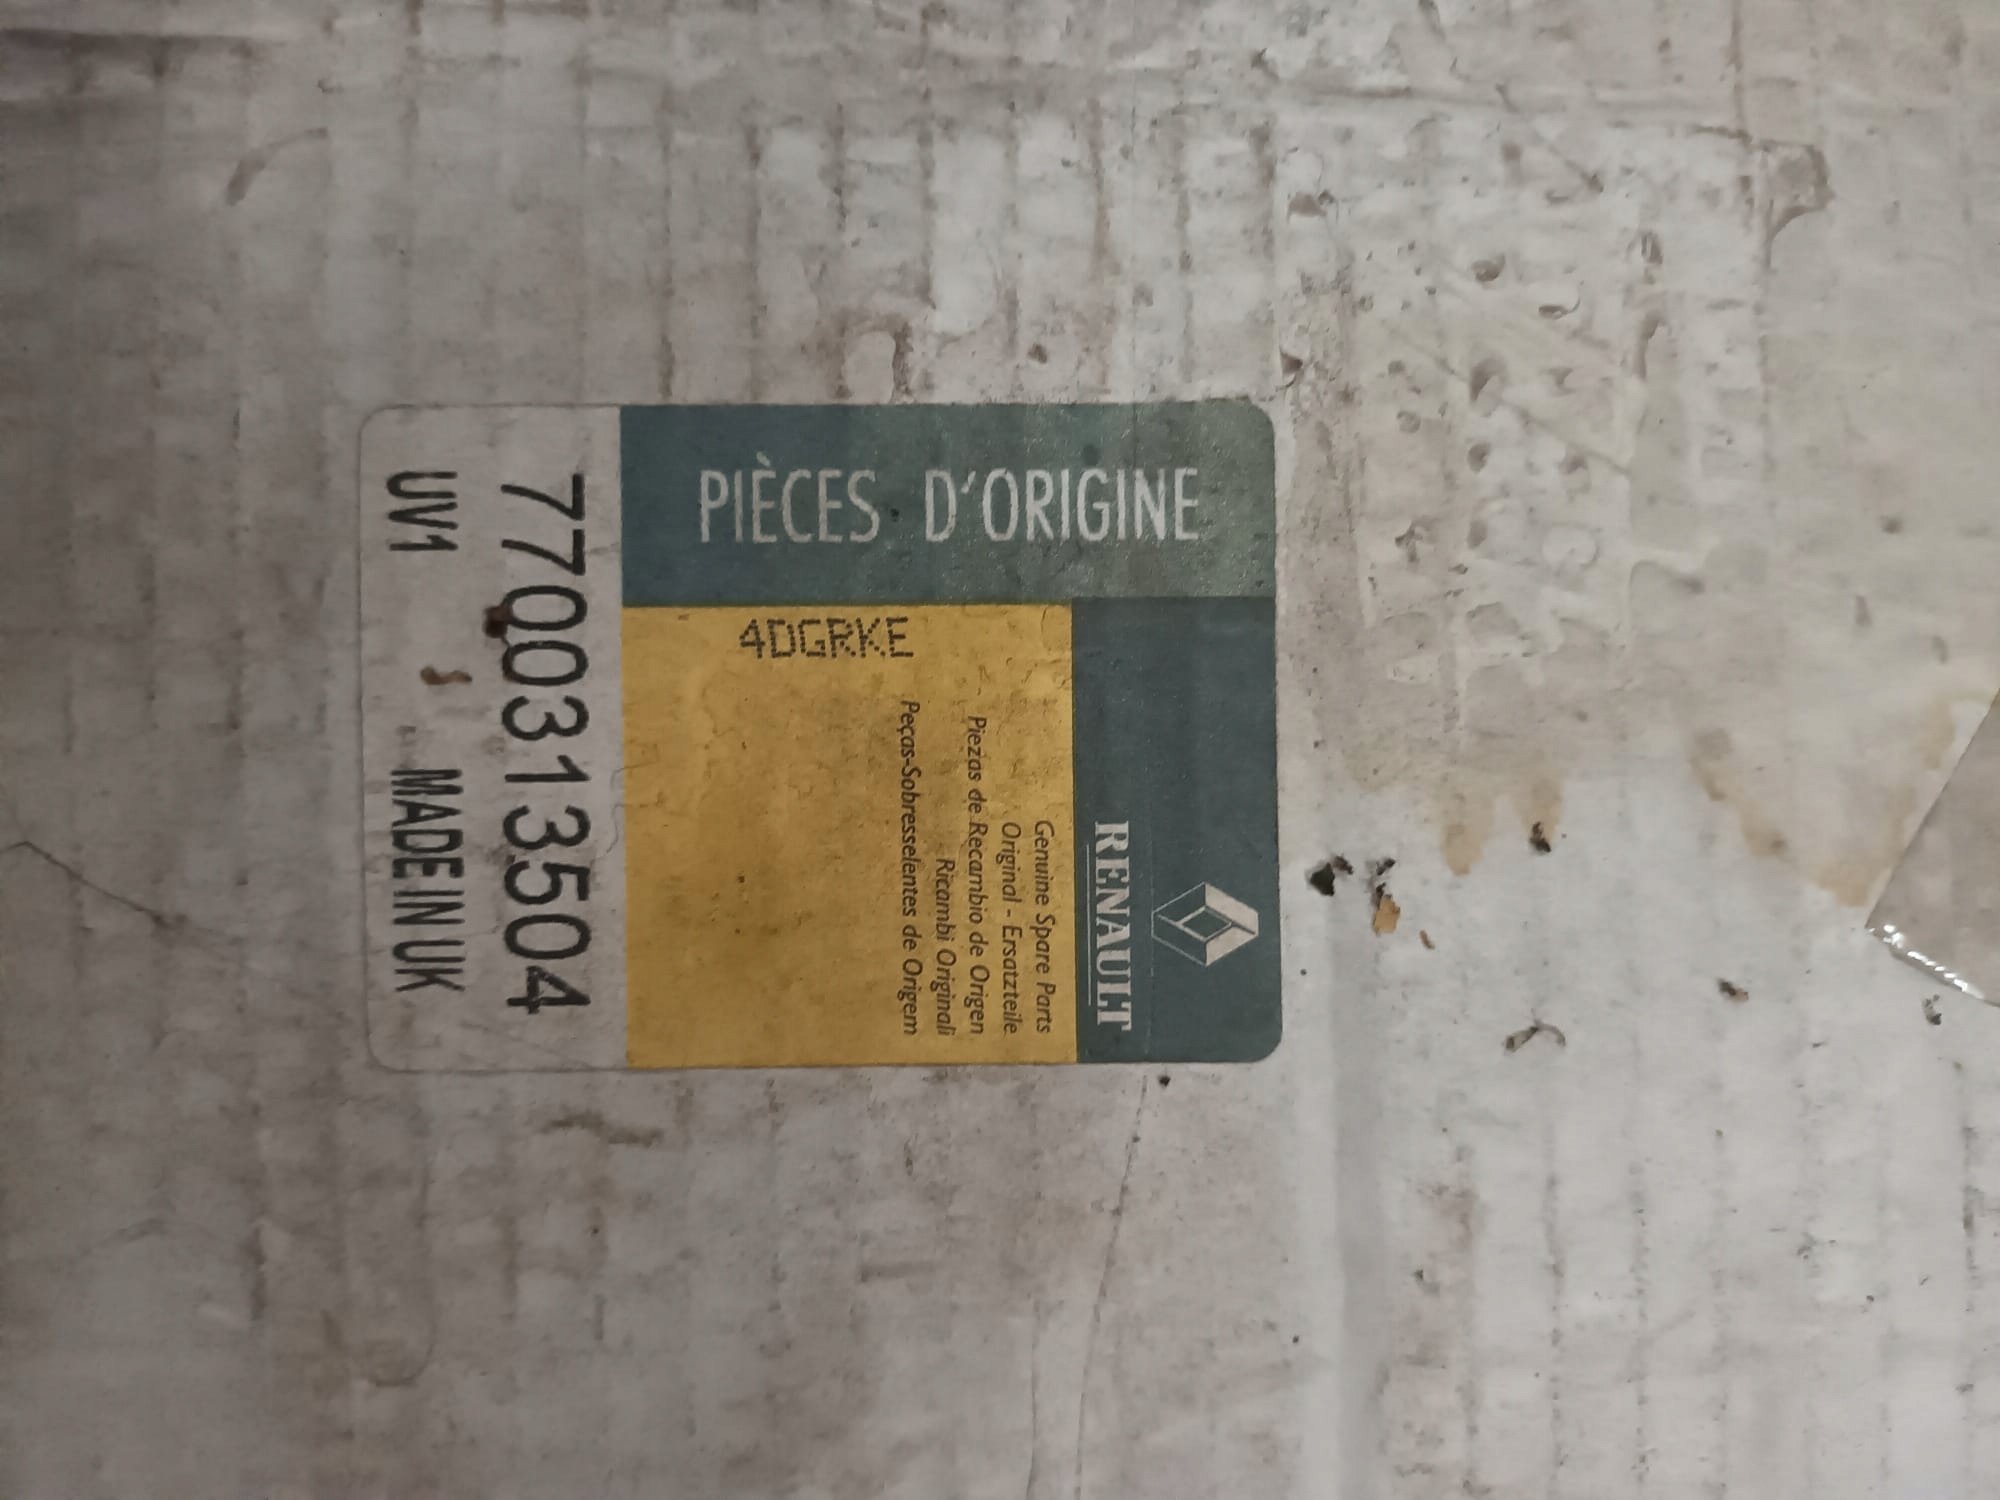 PIÈCES D'ORIGINE
RENAULT
Genuine Spare Parts
Original - Ersatzteile
Piezas de Recambio de Origen
Ricambi Originali
Peças-Sobresselentes de Origem
4DGRKE
7700313504
UV1 MADE IN UK